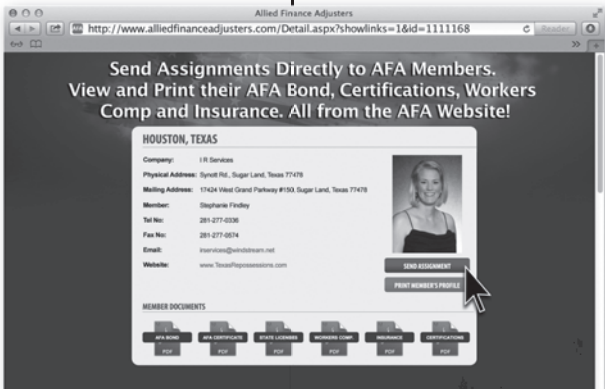 Allied Finance Adjusters
http://www.alliedfinanceadjusters.com/Detail.aspx?showlinks=1&id=1111168
Reader
Send Assignments Directly to AFA Members.
View and Print their AFA Bond, Certifications, Workers
Comp and Insurance. All from the AFA Website!
HOUSTON, TEXAS
Company: I R Services
Physical Address: Synott Rd., Sugar Land, Texas 77478
Mailing Address: 17424 West Grand Parkway #150, Sugar Land, Texas 77478
Member: Stephanie Findley
Tel No: 281-277-0336
Fax No: 281-277-0574
Email: irservices@windstream.net
Website: www.TexasRepossessions.com
SEND ASSIGNMENT
PRINT MEMBER'S PROFILE
MEMBER DOCUMENTS
AFA BOND AFA CERTIFICATE STATE LICENSES WORKERS COMP. INSURANCE CERTIFICATIONS
PDF PDF PDF PDF PDF PDF